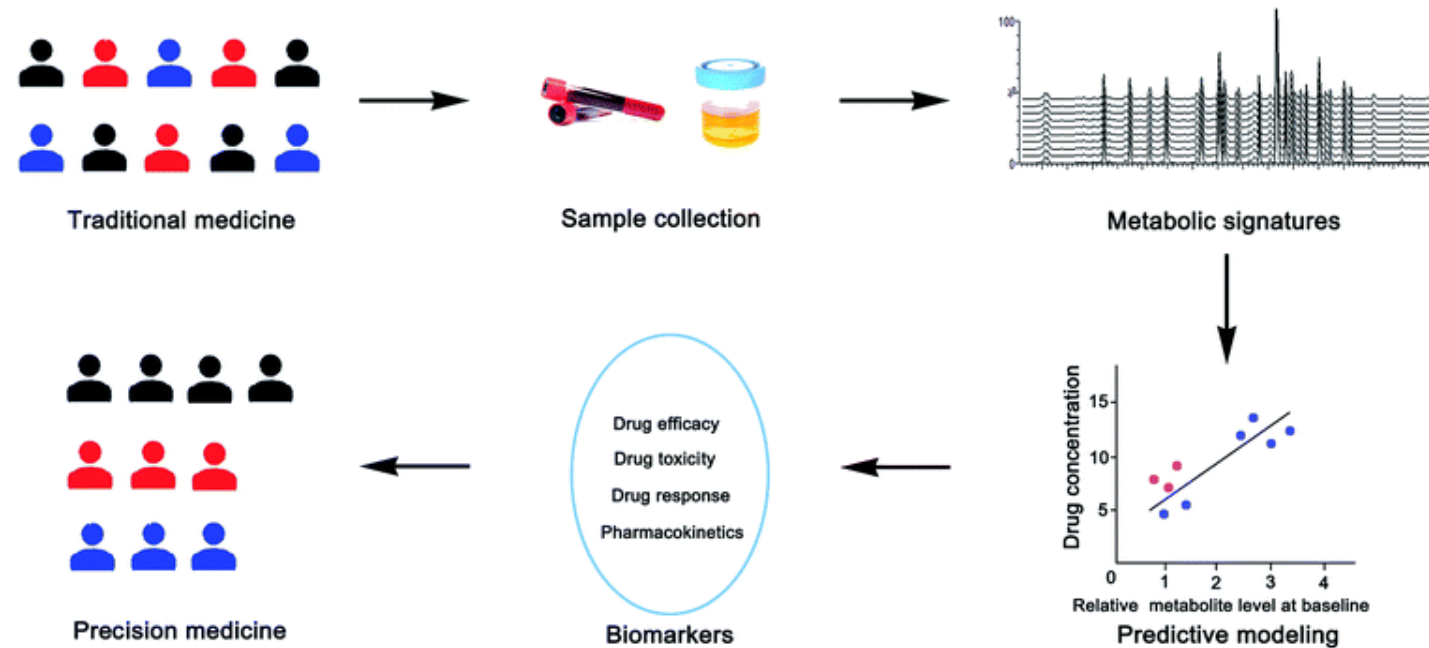 100
%
0
Traditional medicine
Sample collection
Metabolic signatures
Drug concentration
15
10
5
0
1
2
3
4
Relative metabolite level at baseline
Predictive modeling
Drug efficacy
Drug toxicity
Drug response
Pharmacokinetics
Biomarkers
Precision medicine